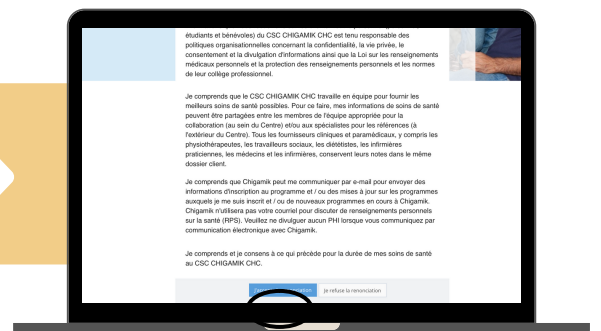 étudiants et bénévoles) du CSC CHIGAMIK CHC est tenu responsable des
politiques organisationnelles concernant la confidentialité, la vie privée, le
consentement et la divulgation d'informations ainsi que la Loi sur les renseignements
médicaux personnels et la protection des renseignements personnels et les normes
de leur collège professionnel.
Je comprends que le CSC CHIGAMIK CHC travaille en équipe pour fournir les
meilleurs soins de santé possibles. Pour ce faire, mes informations de soins de santé
peuvent être partagées entre les membres de l'équipe appropriée pour la
collaboration (au sein du Centre) et/ou aux spécialistes pour les références (à
l'extérieur du Centre). Tous les fournisseurs cliniques et paramédicaux, y compris les
physiothérapeutes, les travailleurs sociaux, les diététistes, les infirmières
praticiennes, les médecins et les infirmières, conservent leurs notes dans le même
dossier client.
Je comprends que Chigamik peut me communiquer par e-mail pour envoyer des
informations d'inscription au programme et / ou des mises à jour sur les programmes
auxquels je me suis inscrit et / ou de nouveaux programmes en cours à Chigamik.
Chigamik n'utilisera pas votre courriel pour discuter de renseignements personnels
sur la santé (RPS). Veuillez ne divulguer aucun PHI lorsque vous communiquez par
communication électronique avec Chigamik.
Je comprends et je consens à ce qui précède pour la durée de mes soins de santé
au CSC CHIGAMIK CHC.
Je refuse la renonciation